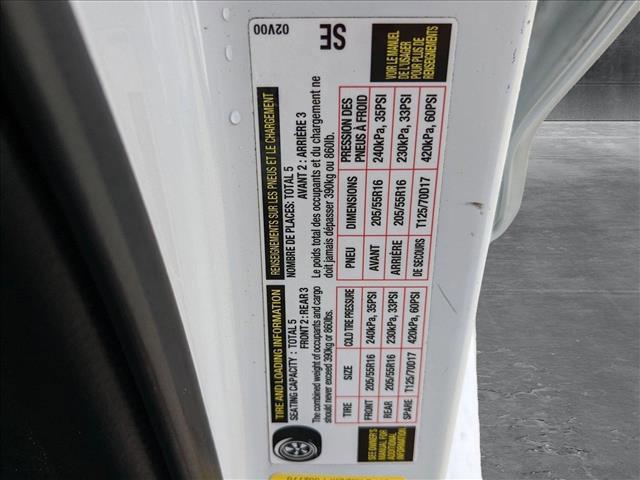 TIRE AND LOADING INFORMATION
SEATING CAPACITY : TOTAL 5
FRONT 2 : REAR 3
The combined weight of occupants and cargo
should never exceed 390kg or 860lbs.
TIRE SIZE COLD TIRE PRESSURE
FRONT 205/55R16 240kPa, 35PSI
REAR 205/55R16 230kPa, 33PSI
SPARE T125/70D17 420kPa, 60PSI
SEE OWNER'S
MANUAL FOR
ADDITIONAL
INFORMATION
RENSEIGNEMENTS SUR LES PNEUS ET LE CHARGEMENT
NOMBRE DE PLACES: TOTAL 5
AVANT 2 : ARRIÈRE 3
Le poids total des occupants et du chargement ne
doit jamais dépasser 390kg ou 860lb.
PNEU DIMENSIONS PRESSION DES
PNEUS À FROID
AVANT 205/55R16 240kPa, 35PSI
ARRIÈRE 205/55R16 230kPa, 33PSI
DE SECOURS T125/70D17 420kPa, 60PSI
VOIR LE MANUEL
DE L'USAGER
POUR PLUS DE
RENSEIGNEMENTS
02V00
SE